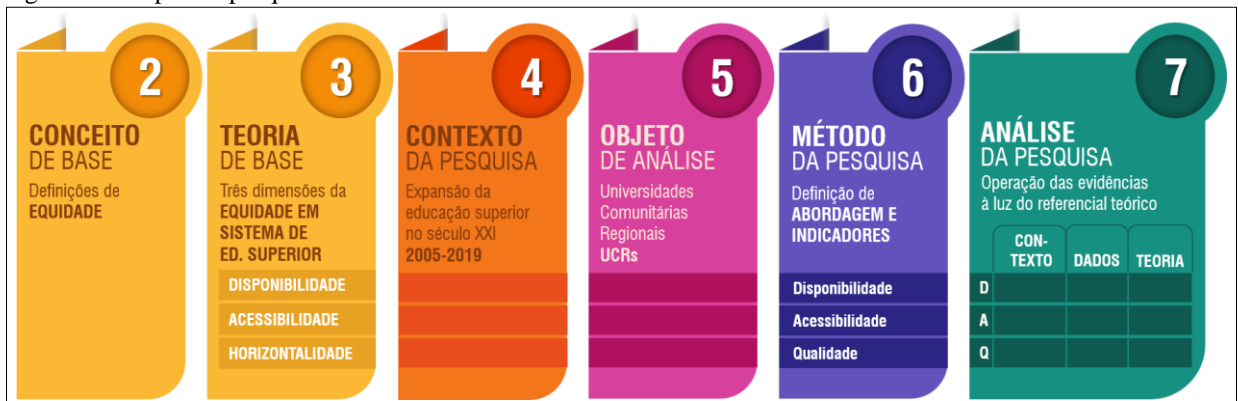 2
CONCEITO
DE BASE
Definições de
EQUIDADE
3
TEORIA
DE BASE
Três dimensões da
EQUIDADE EM
SISTEMA DE
ED. SUPERIOR
DISPONIBILIDADE
ACESSIBILIDADE
HORIZONTALIDADE
4
CONTEXTO
DA PESQUISA
Expansão da
educação superior
no século XXI
2005-2019
5
OBJETO
DE ANÁLISE
Universidades
Comunitárias
Regionais
UCRs
6
MÉTODO
DA PESQUISA
Definição de
ABORDAGEM E
INDICADORES
Disponibilidade
Acessibilidade
Qualidade
7
ANÁLISE
DA PESQUISA
Operação das evidências
à luz do referencial teórico
CON-
TEXTO DADOS TEORIA
D
A
Q